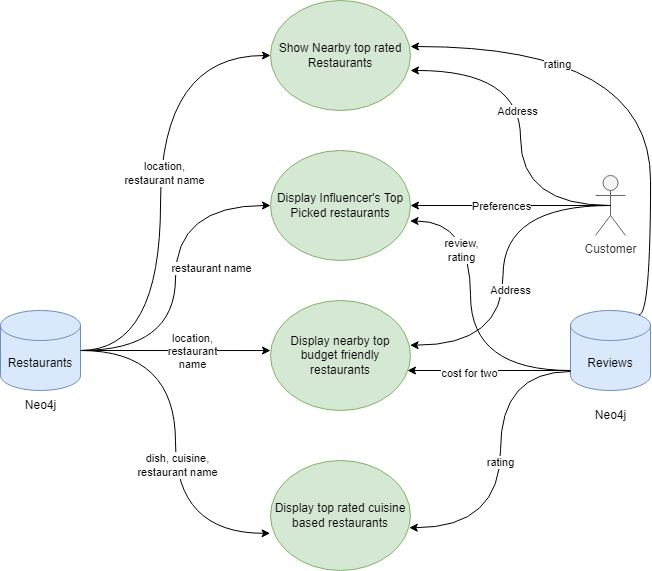 Show Nearby top rated
Restaurants
rating
Address
location,
restaurant name
Display Influencer's Top
Picked restaurants
Preferences
review,
rating
Customer
restaurant name
Address
Restaurants
Neo4j
location,
restaurant
name
Display nearby top
budget friendly
restaurants
cost for two
Reviews
Neo4j
dish, cuisine,
restaurant name
rating
Display top rated cuisine
based restaurants